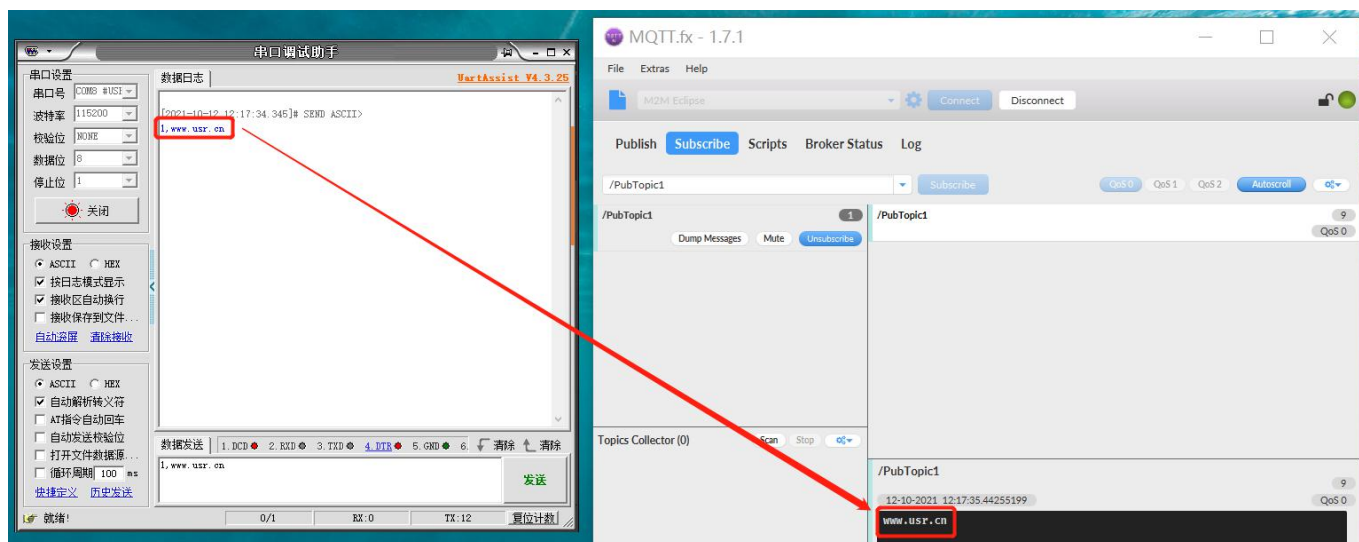 串口调试助手
串口设置
串口号 COM8 #USI
波特率 115200
校验位 NONE
数据位 8
停止位 1
关闭
接收设置
ASCII HEX
按日志模式显示
接收区自动换行
接收保存到文件...
自动滚屏 清除接收
发送设置
ASCII HEX
自动解析转义符
AT指令自动回车
自动发送校验位
打开文件数据源...
循环周期 100 ms
快捷定义 历史发送
数据日志
UartAssist V4.3.25
[2021-10-12 12:17:34.345]# SEND ASCII>
1,www.usr.cn
数据发送 1.DCD 2.RXD 3.TXD 4.DTR 5.GND 6. 清除 清除
1,www.usr.cn
发送
就绪! 0/1 RX:0 TX:12 复位计数
MQTT.fx - 1.7.1
File Extras Help
M2M Eclipse Connect Disconnect
Publish Subscribe Scripts Broker Status Log
/PubTopic1 Subscribe QoS 0 QoS 1 QoS 2 Autoscroll
/PubTopic1 1
Dump Messages Mute Unsubscribe
/PubTopic1 9
QoS 0
Topics Collector (0) Scan Stop
/PubTopic1
9
12-10-2021 12:17:35.44255199 QoS 0
www.usr.cn